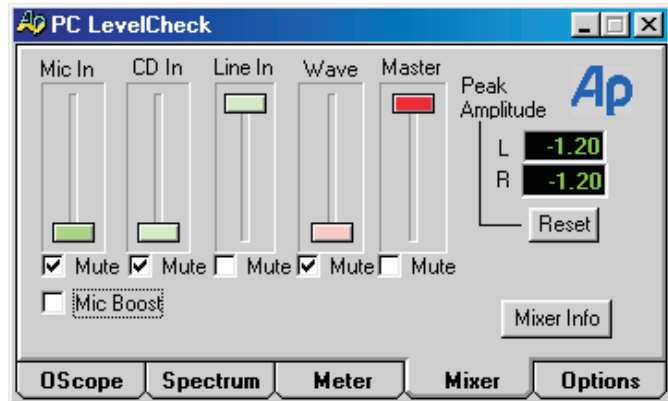 Ap PC LevelCheck
Mic In CD In Line In Wave Master
Peak Amplitude
Ap
L -1.20
R -1.20
Reset
Mute Mute Mute Mute Mute
Mic Boost
Mixer Info
OScope Spectrum Meter Mixer Options